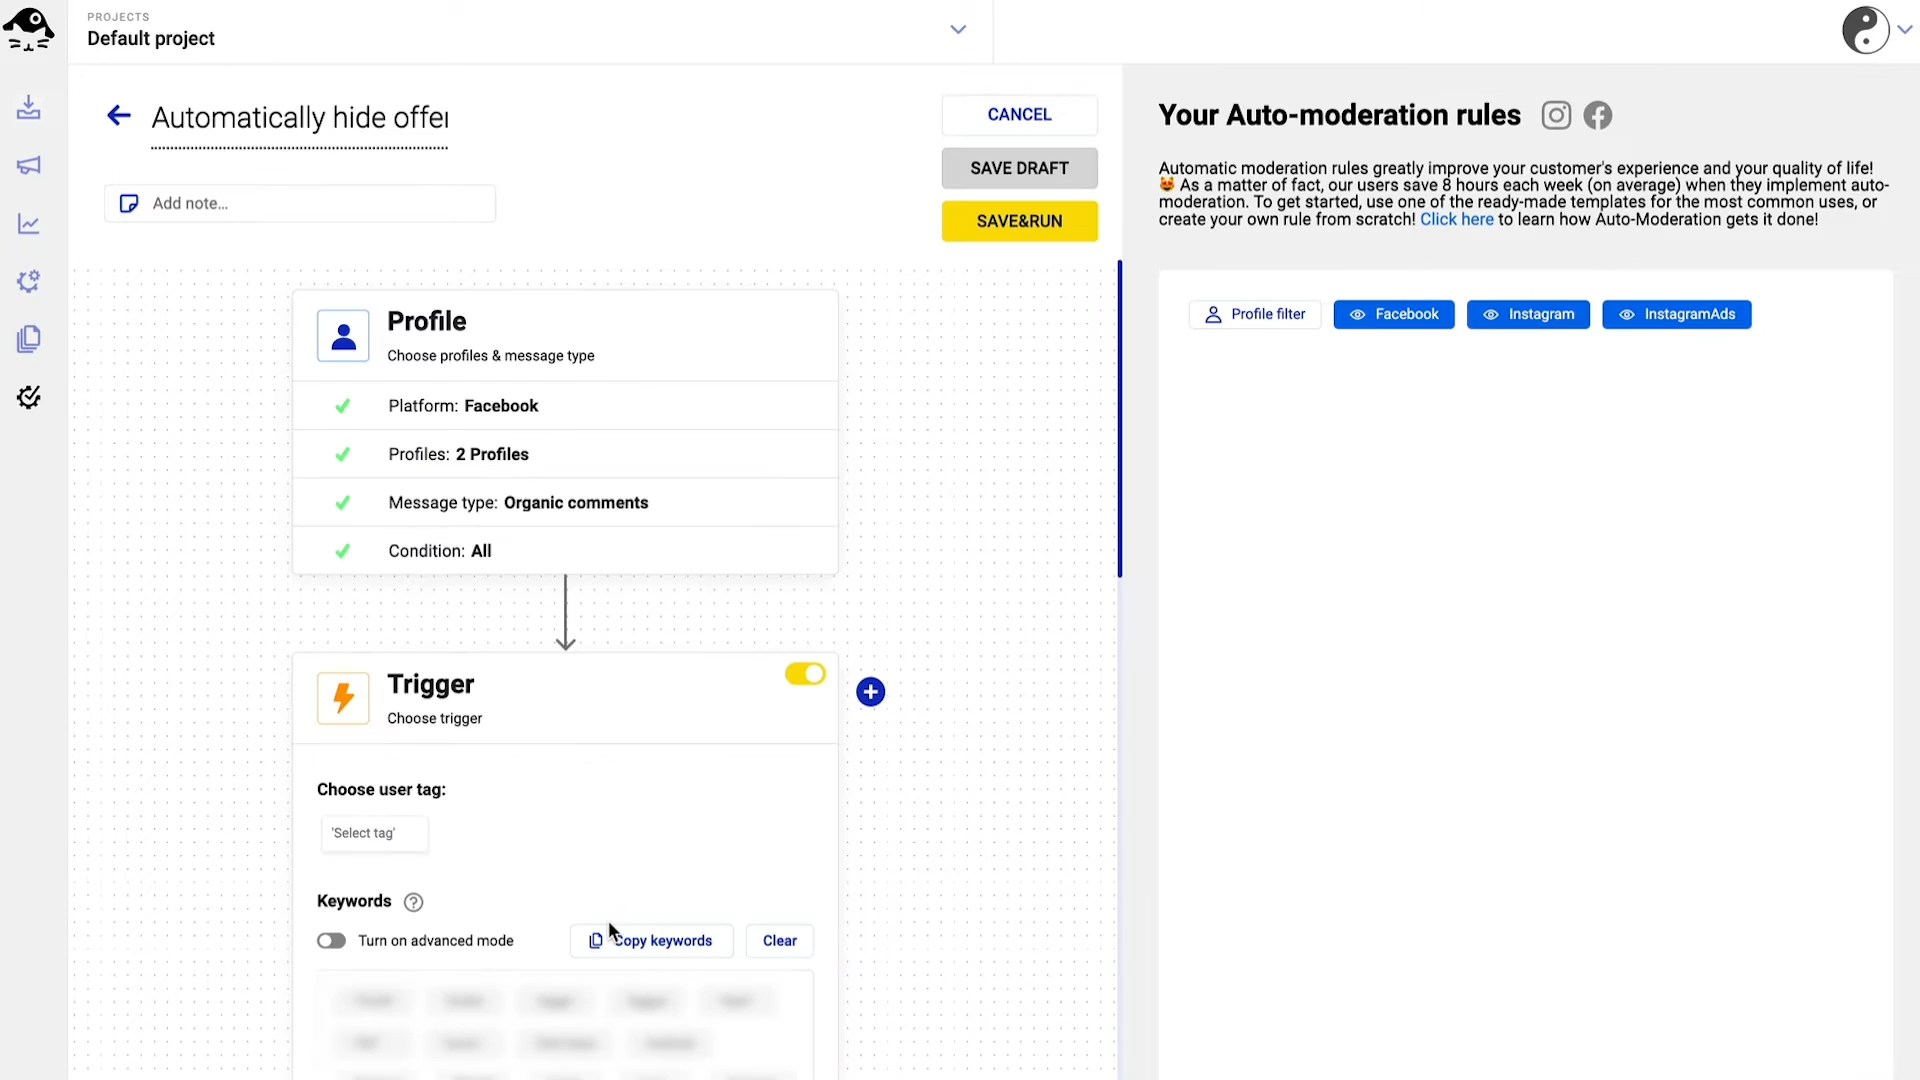 PROJECTS
Default project
Automatically hide offer
Add note...
CANCEL
SAVE DRAFT
SAVE&RUN
Profile
Choose profiles & message type
Platform: Facebook
Profiles: 2 Profiles
Message type: Organic comments
Condition: All
Trigger
Choose trigger
Choose user tag:
'Select tag'
Keywords ?
Turn on advanced mode
Copy keywords
Clear
Your Auto-moderation rules
Automatic moderation rules greatly improve your customer's experience and your quality of life!
😻 As a matter of fact, our users save 8 hours each week (on average) when they implement auto-
moderation. To get started, use one of the ready-made templates for the most common uses, or
create your own rule from scratch! Click here to learn how Auto-Moderation gets it done!
Profile filter
Facebook
Instagram
InstagramAds